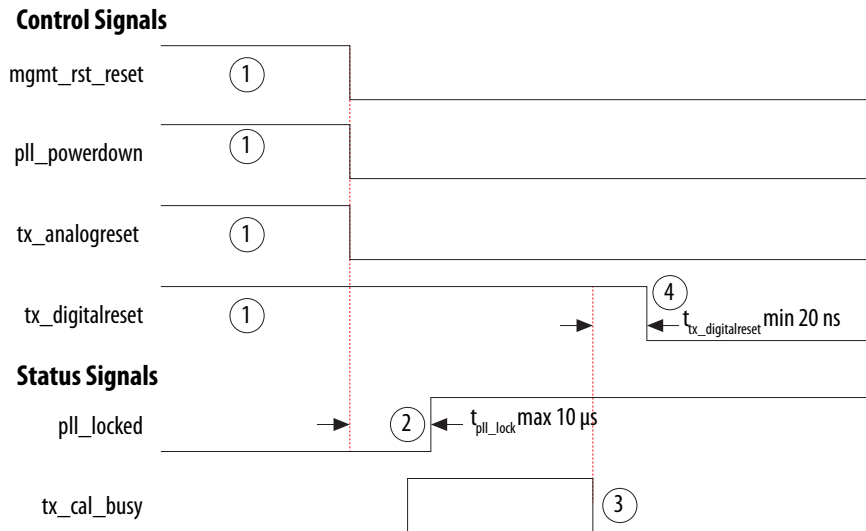 Control Signals
mgmt_rst_reset ①
pll_powerdown ①
tx_analogreset ①
tx_digitalreset ① ④
t_tx_digitalreset min 20 ns
Status Signals
pll_locked ② t_pll_lock max 10 µs
tx_cal_busy ③